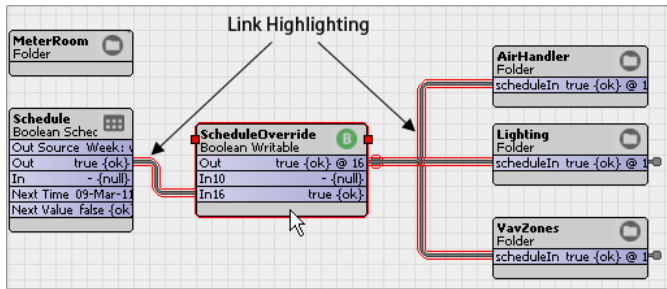 Link Highlighting
MeterRoom
Folder
Schedule
Boolean Schec
Out Source Week:
Out true {ok}
In - {null}
Next Time 09-Mar-11
Next Value false {ok
ScheduleOverride
B
Boolean Writable
Out true {ok} @ 16
In10 - {null}
In16 true {ok}
AirHandler
Folder
scheduleIn true {ok} @ 1
Lighting
Folder
scheduleIn true {ok} @ 1
VavZones
Folder
scheduleIn true {ok} @ 1